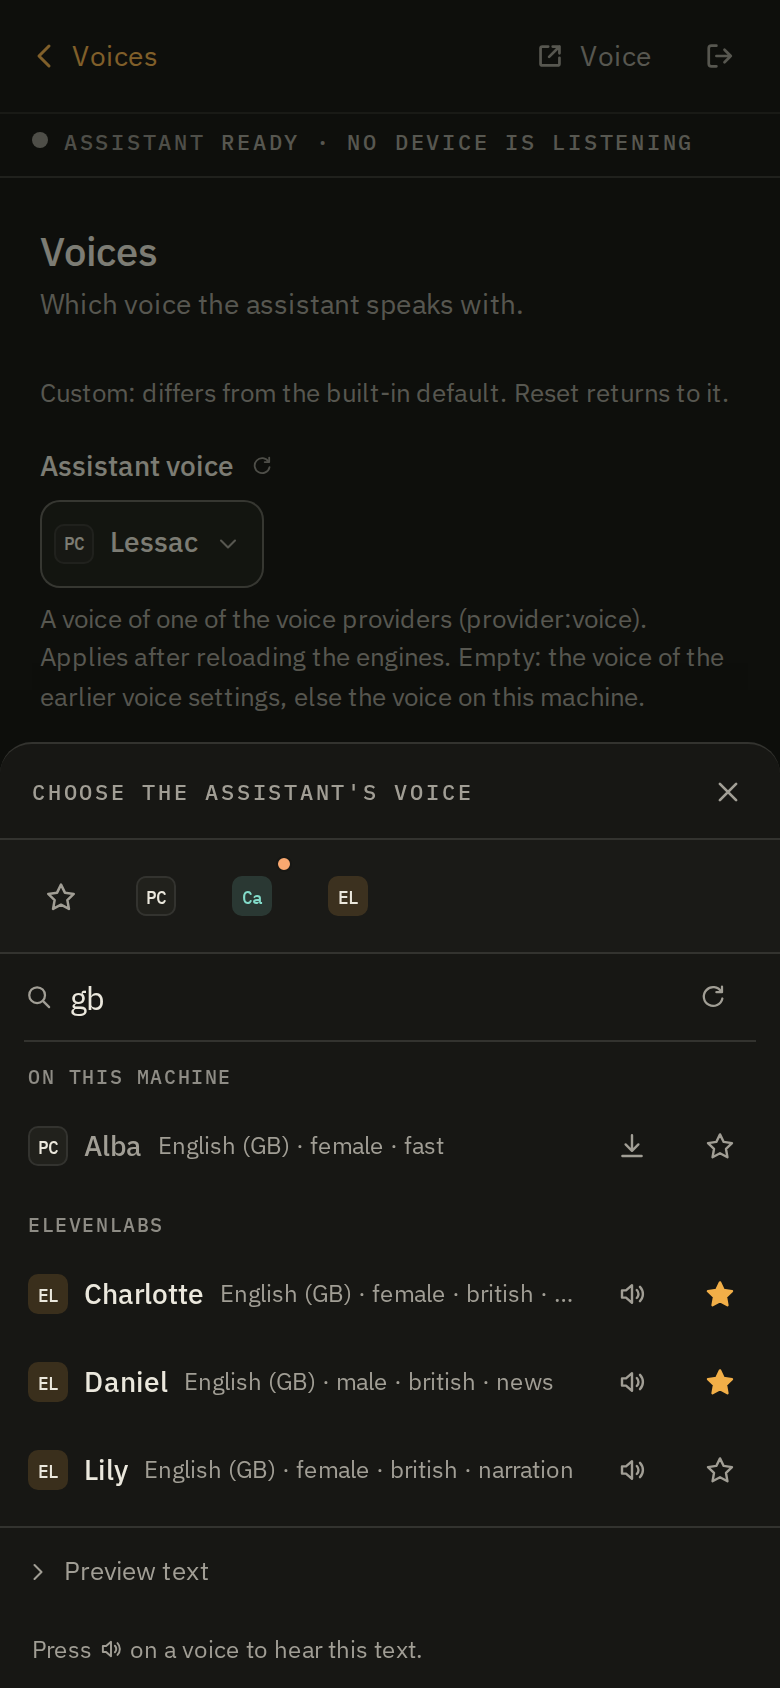 Voices
Voice
ASSISTANT READY · NO DEVICE IS LISTENING
Voices
Which voice the assistant speaks with.
Custom: differs from the built-in default. Reset returns to it.
Assistant voice
PC Lessac
A voice of one of the voice providers (provider:voice).
Applies after reloading the engines. Empty: the voice of the
earlier voice settings, else the voice on this machine.
CHOOSE THE ASSISTANT'S VOICE
PC Ca EL
gb
ON THIS MACHINE
PC Alba English (GB) · female · fast
ELEVENLABS
EL Charlotte English (GB) · female · british · ...
EL Daniel English (GB) · male · british · news
EL Lily English (GB) · female · british · narration
Preview text
Press on a voice to hear this text.